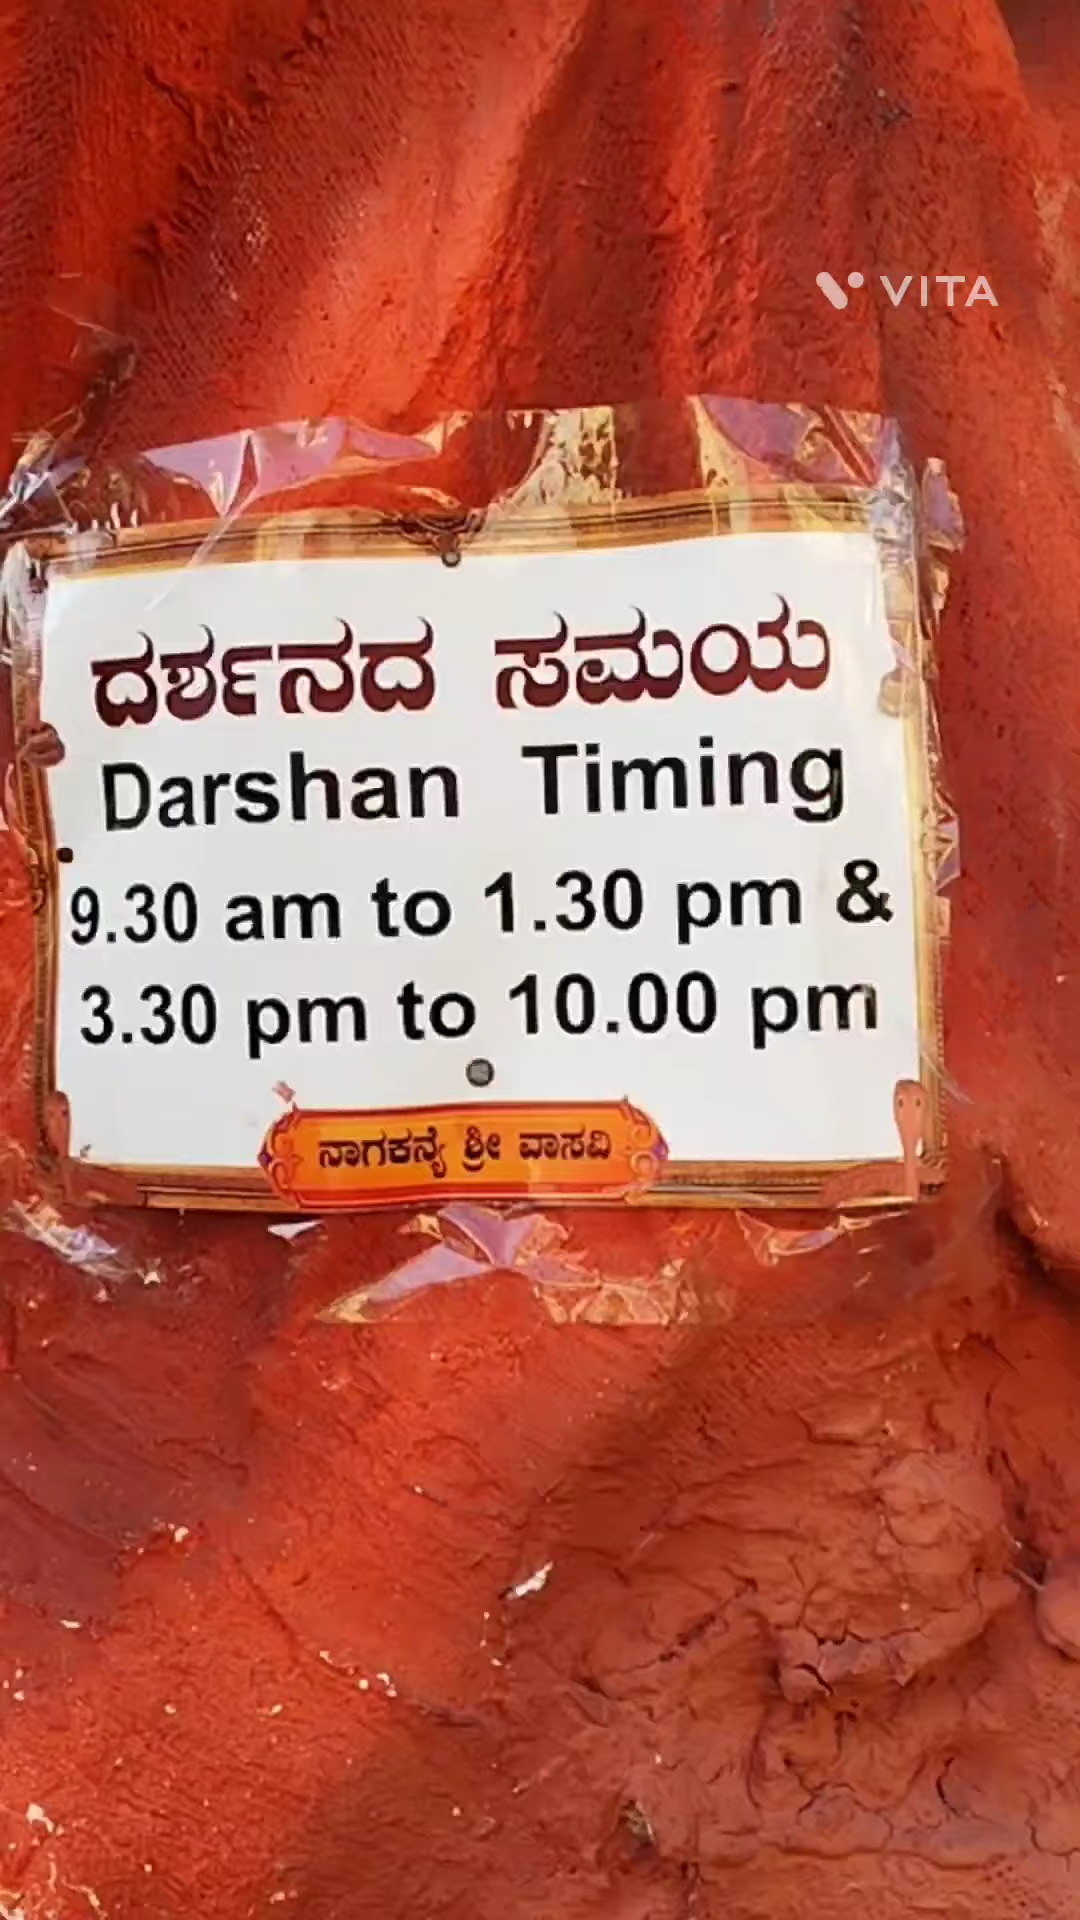 VITA
ದರ್ಶನದ ಸಮಯ
Darshan Timing
9.30 am to 1.30 pm &
3.30 pm to 10.00 pm
ನಾಗಕನ್ಯೆ ಶ್ರೀ ವಾಸವಿ